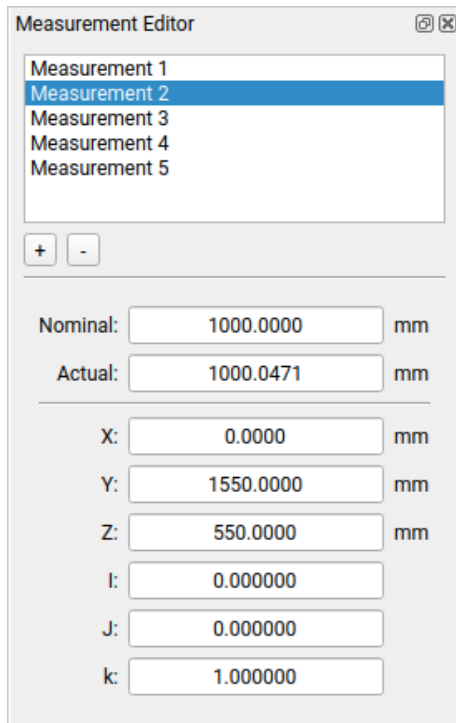 Measurement Editor
Measurement 1
Measurement 2
Measurement 3
Measurement 4
Measurement 5
+ -
Nominal: 1000.0000 mm
Actual: 1000.0471 mm
X: 0.0000 mm
Y: 1550.0000 mm
Z: 550.0000 mm
I: 0.000000
J: 0.000000
k: 1.000000